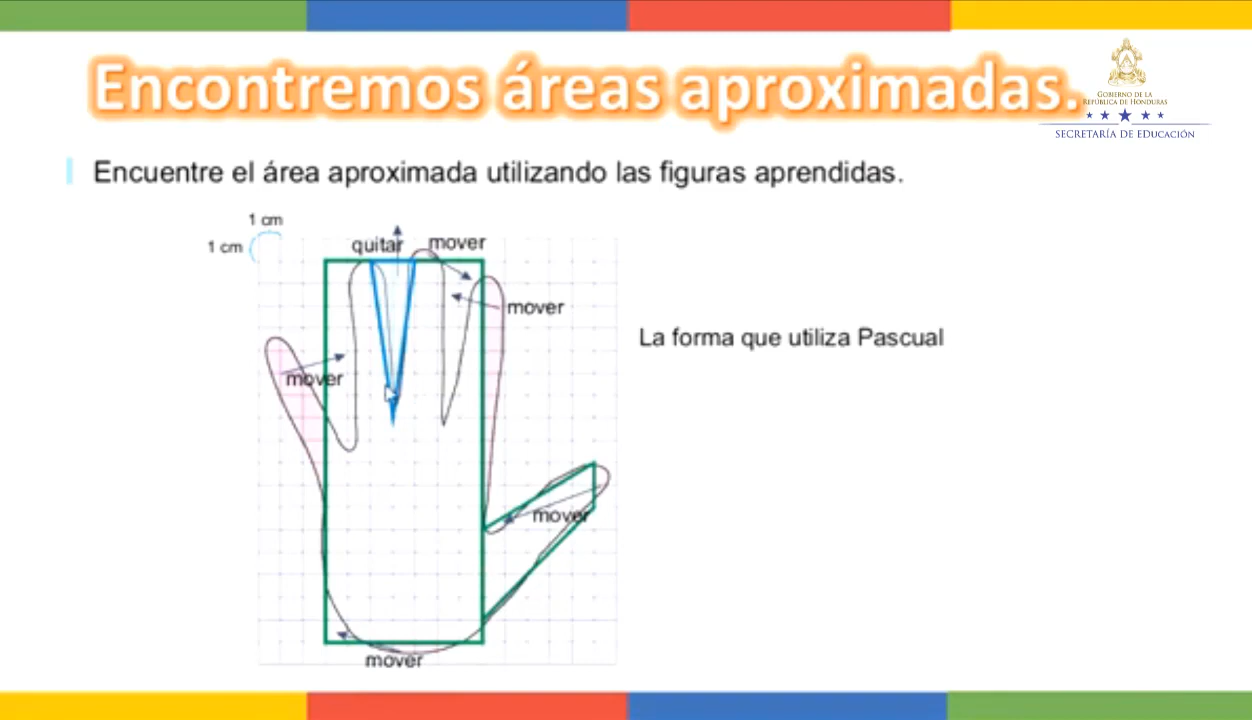 Encontremos áreas aproximadas.
GOBIERNO DE LA
REPÚBLICA DE HONDURAS
SECRETARÍA DE EDUCACIÓN
Encuentre el área aproximada utilizando las figuras aprendidas.
1 cm
1 cm
quitar
mover
mover
La forma que utiliza Pascual
mover
mover
mover